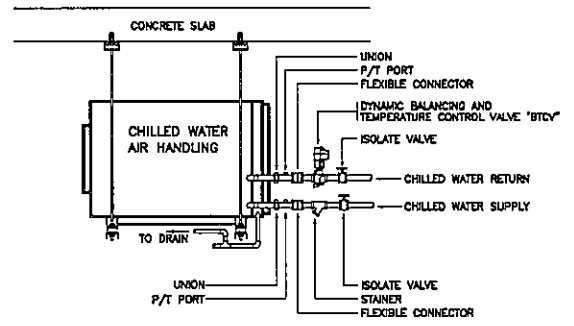 CONCRETE SLAB
UNION
P/T PORT
FLEXIBLE CONNECTOR
DYNAMIC BALANCING AND
TEMPERATURE CONTROL VALVE "BTCV"
ISOLATE VALVE
CHILLED WATER
AIR HANDLING
CHILLED WATER RETURN
CHILLED WATER SUPPLY
TO DRAIN
UNION
P/T PORT
ISOLATE VALVE
STAINER
FLEXIBLE CONNECTOR